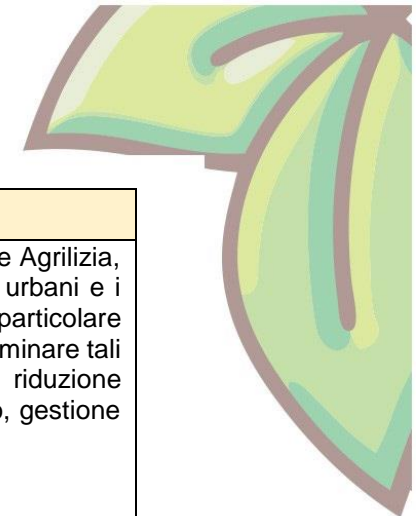 e Agrilizia,
urbani e i
particolare
minare tali
riduzione
, gestione